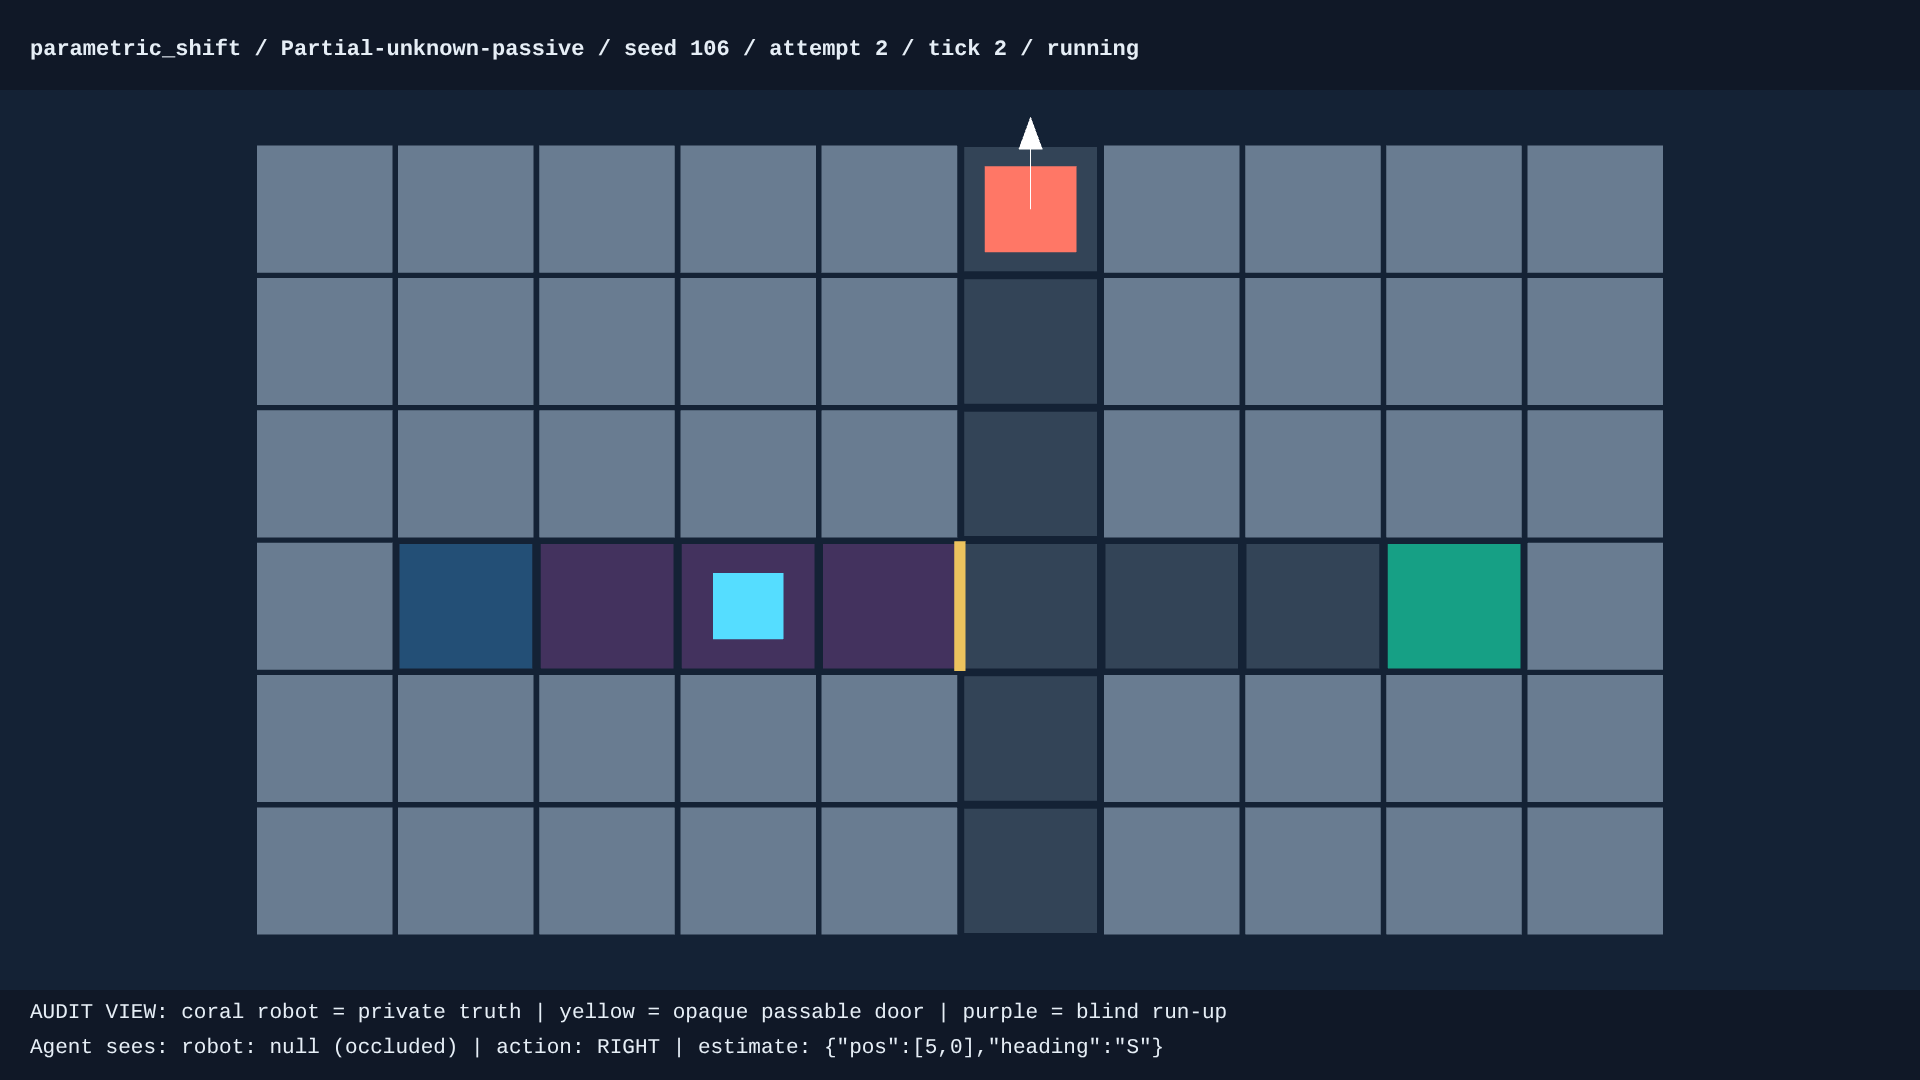 parametric_shift / Partial-unknown-passive / seed 106 / attempt 2 / tick 2 / running
AUDIT VIEW: coral robot = private truth | yellow = opaque passable door | purple = blind run-up
Agent sees: robot: null (occluded) | action: RIGHT | estimate: {"pos":[5,0],"heading":"S"}